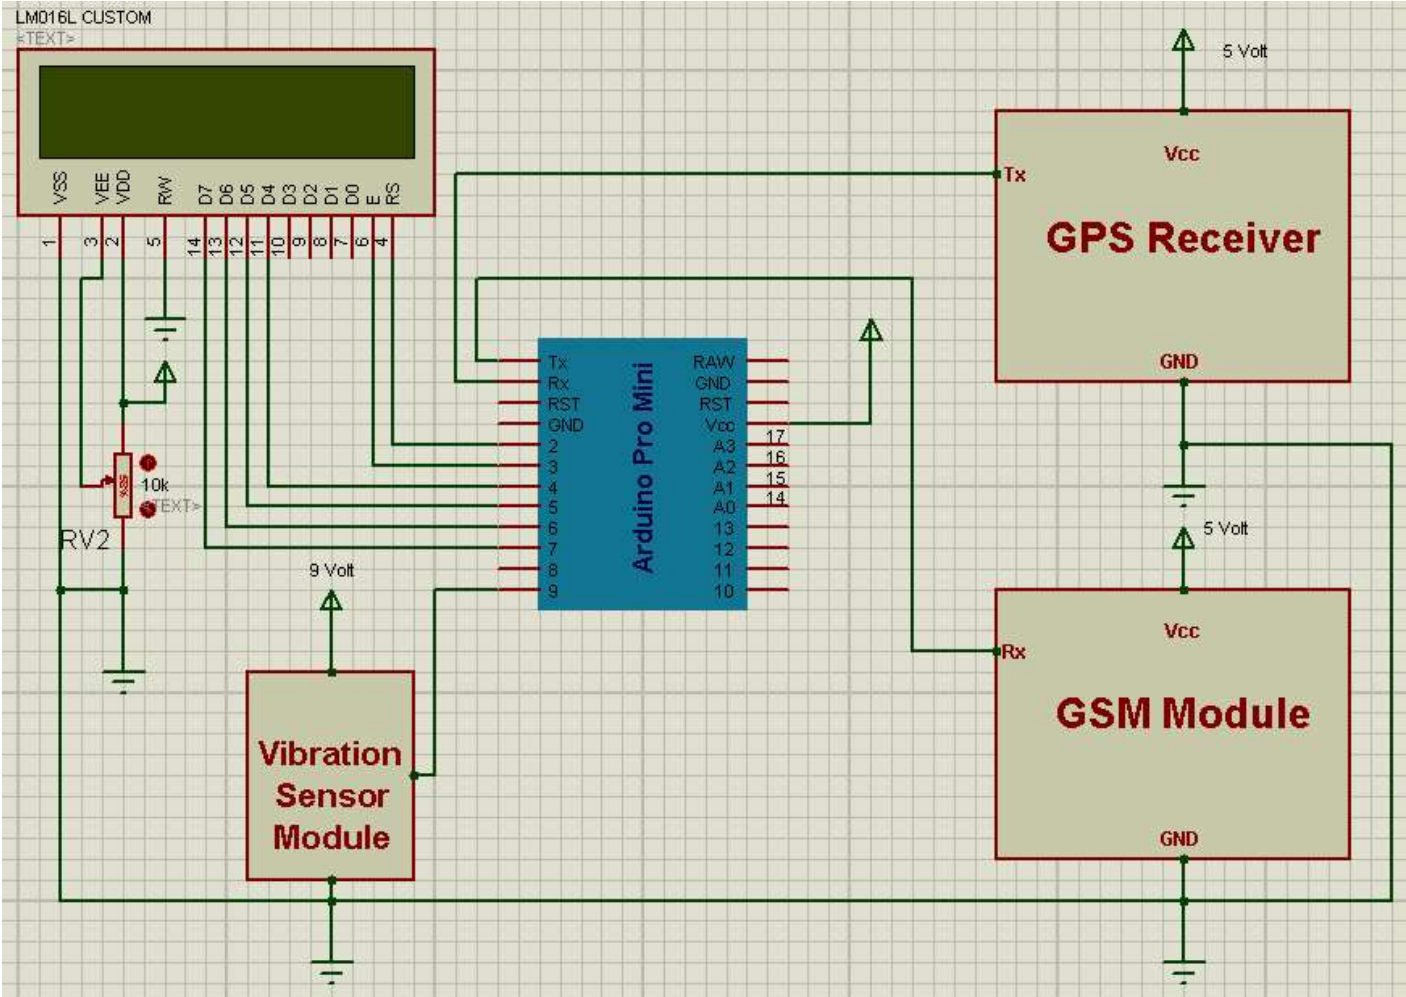 LM016L CUSTOM
<TEXT>
VSS
VEE
VDD
RW
D7
D6
D5
D4
D3
D2
D1
D0
E
RS
1
3
2
5
14
13
12
11
10
9
8
7
6
4
10k
<TEXT>
RV2
5 Volt
Vcc
Tx
GPS Receiver
GND
Arduino Pro Mini
Tx
Rx
RST
GND
2
3
4
5
6
7
8
9
RAW
GND
RST
Vcc
A3
A2
A1
A0
13
12
11
10
17
16
15
14
9 Volt
Vibration
Sensor
Module
5 Volt
Vcc
Rx
GSM Module
GND